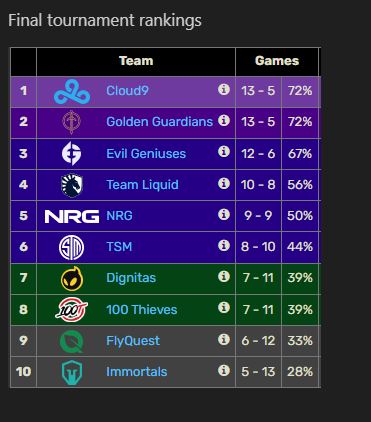 Final tournament rankings
Team Games
1 Cloud9 13 - 5 72%
2 Golden Guardians 13 - 5 72%
3 Evil Geniuses 12 - 6 67%
4 Team Liquid 10 - 8 56%
5 NRG NRG 9 - 9 50%
6 TSM TSM 8 - 10 44%
7 Dignitas 7 - 11 39%
8 100T 100 Thieves 7 - 11 39%
9 FlyQuest 6 - 12 33%
10 Immortals 5 - 13 28%